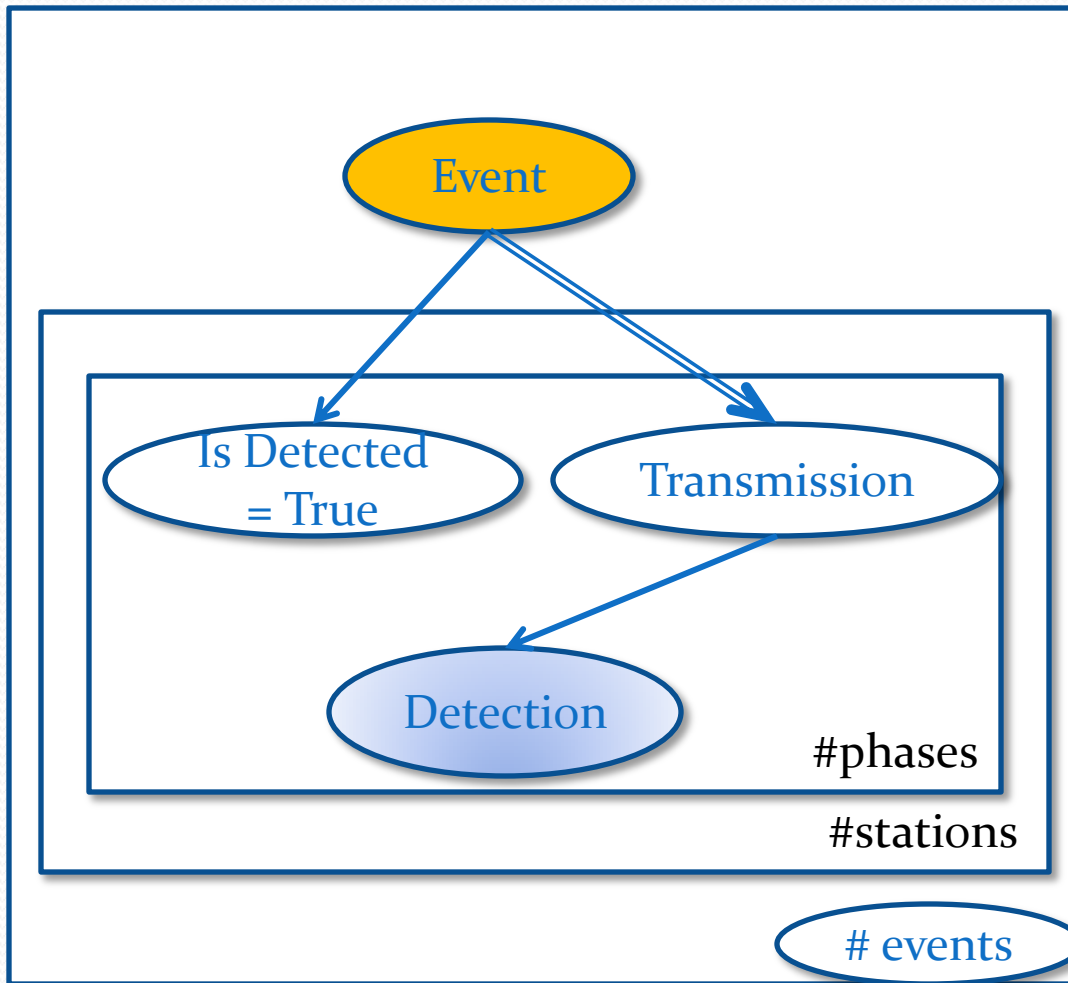 Event
Is Detected
= True
Transmission
Detection
#phases
#stations
# events